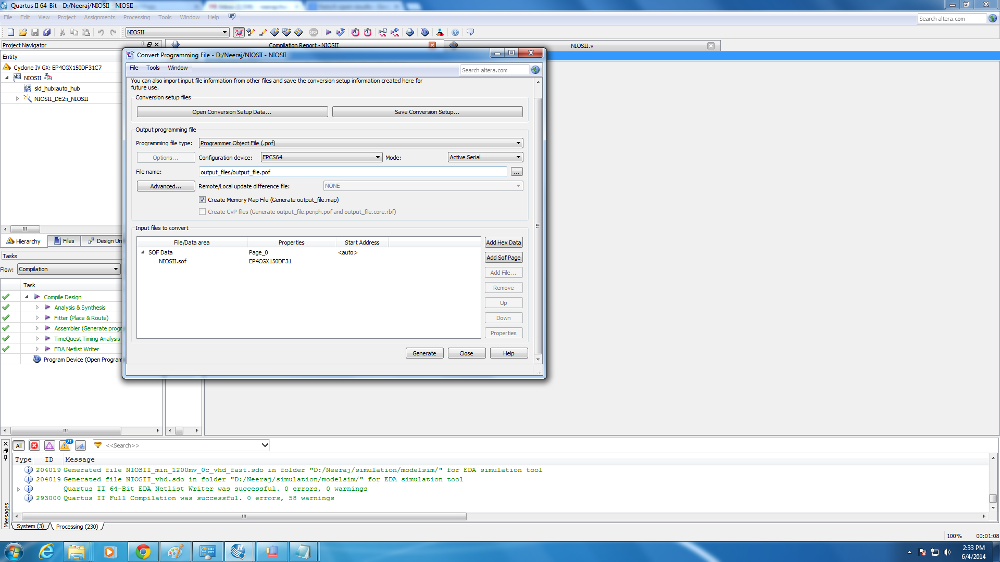 Quartus II 64-Bit - D:/Neeraj/NIOSII - NIOSII
File Edit View Project Assignments Processing Tools Window Help
Search altera.com
NIOSII
Project Navigator
Compilation Report - NIOSII
NIOSII.v
Entity
Cyclone IV GX: EP4CGX150DF31C7
NIOSII
sld_hub:auto_hub
NIOSII_DE2:i_NIOSII
Hierarchy Files Design Un
Tasks
Flow: Compilation
Task
Compile Design
Analysis & Synthesis
Fitter (Place & Route)
Assembler (Generate progr
TimeQuest Timing Analysis
EDA Netlist Writer
Program Device (Open Program
Convert Programming File - D:/Neeraj/NIOSII - NIOSII
File Tools Window
Search altera.com
You can also import input file information from other files and save the conversion setup information created here for
future use.
Conversion setup files
Open Conversion Setup Data... Save Conversion Setup...
Output programming file
Programming file type: Programmer Object File (.pof)
Options... Configuration device: EPCS64 Mode: Active Serial
File name: output_files/output_file.pof ...
Advanced... Remote/Local update difference file: NONE
Create Memory Map File (Generate output_file.map)
Create CvP files (Generate output_file.periph.pof and output_file.core.rbf)
Input files to convert
File/Data area Properties Start Address
SOF Data Page_0 <auto>
NIOSII.sof EP4CGX150DF31
Add Hex Data
Add Sof Page
Add File...
Remove
Up
Down
Properties
Generate Close Help
All 21 <<Search>>
Type ID Message
204019 Generated file NIOSII_min_1200mv_0c_vhd_fast.sdo in folder "D:/Neeraj/simulation/modelsim/" for EDA simulation tool
204019 Generated file NIOSII_vhd.sdo in folder "D:/Neeraj/simulation/modelsim/" for EDA simulation tool
Quartus II 64-Bit EDA Netlist Writer was successful. 0 errors, 0 warnings
293000 Quartus II Full Compilation was successful. 0 errors, 58 warnings
Messages
System (3) Processing (230)
100% 00:01:08
2:33 PM
6/4/2014